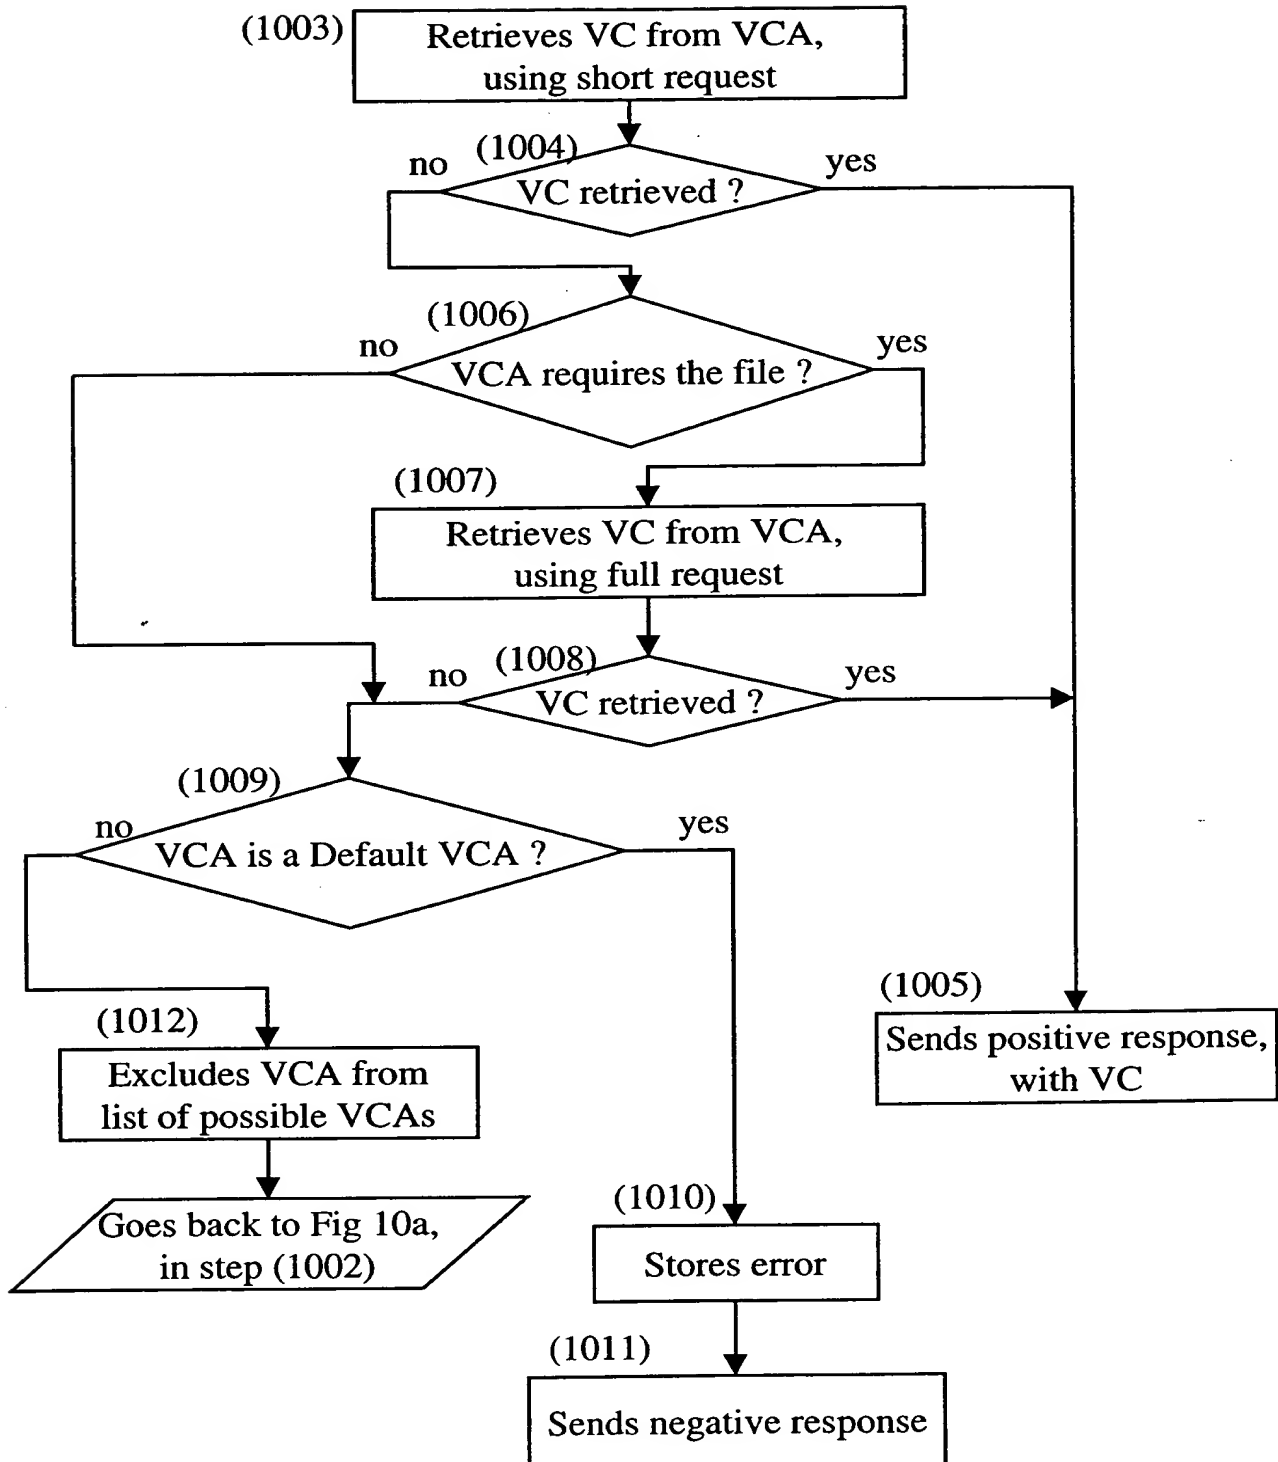 (1003)
Retrieves VC from VCA,
using short request
(1004)
no
yes
VC retrieved ?
(1006)
no
yes
VCA requires the file ?
(1007)
Retrieves VC from VCA,
using full request
(1008)
no
yes
VC retrieved ?
(1009)
no
yes
VCA is a Default VCA ?
(1005)
Sends positive response,
with VC
(1012)
Excludes VCA from
list of possible VCAs
Goes back to Fig 10a,
in step (1002)
(1010)
Stores error
(1011)
Sends negative response